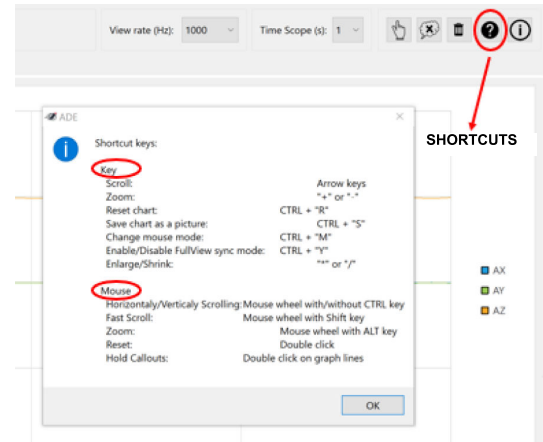 View rate (Hz): 1000 Time Scope (s): 1
SHORTCUTS
ADE
Shortcut keys:
Key
Scroll: Arrow keys
Zoom: "+" or "-"
Reset chart: CTRL + "R"
Save chart as a picture: CTRL + "S"
Change mouse mode: CTRL + "M"
Enable/Disable FullView sync mode: CTRL + "Y"
Enlarge/Shrink: "*" or "/"
Mouse
Horizontaly/Verticaly Scrolling: Mouse wheel with/without CTRL key
Fast Scroll: Mouse wheel with Shift key
Zoom: Mouse wheel with ALT key
Reset: Double click
Hold Callouts: Double click on graph lines
OK
AX
AY
AZ